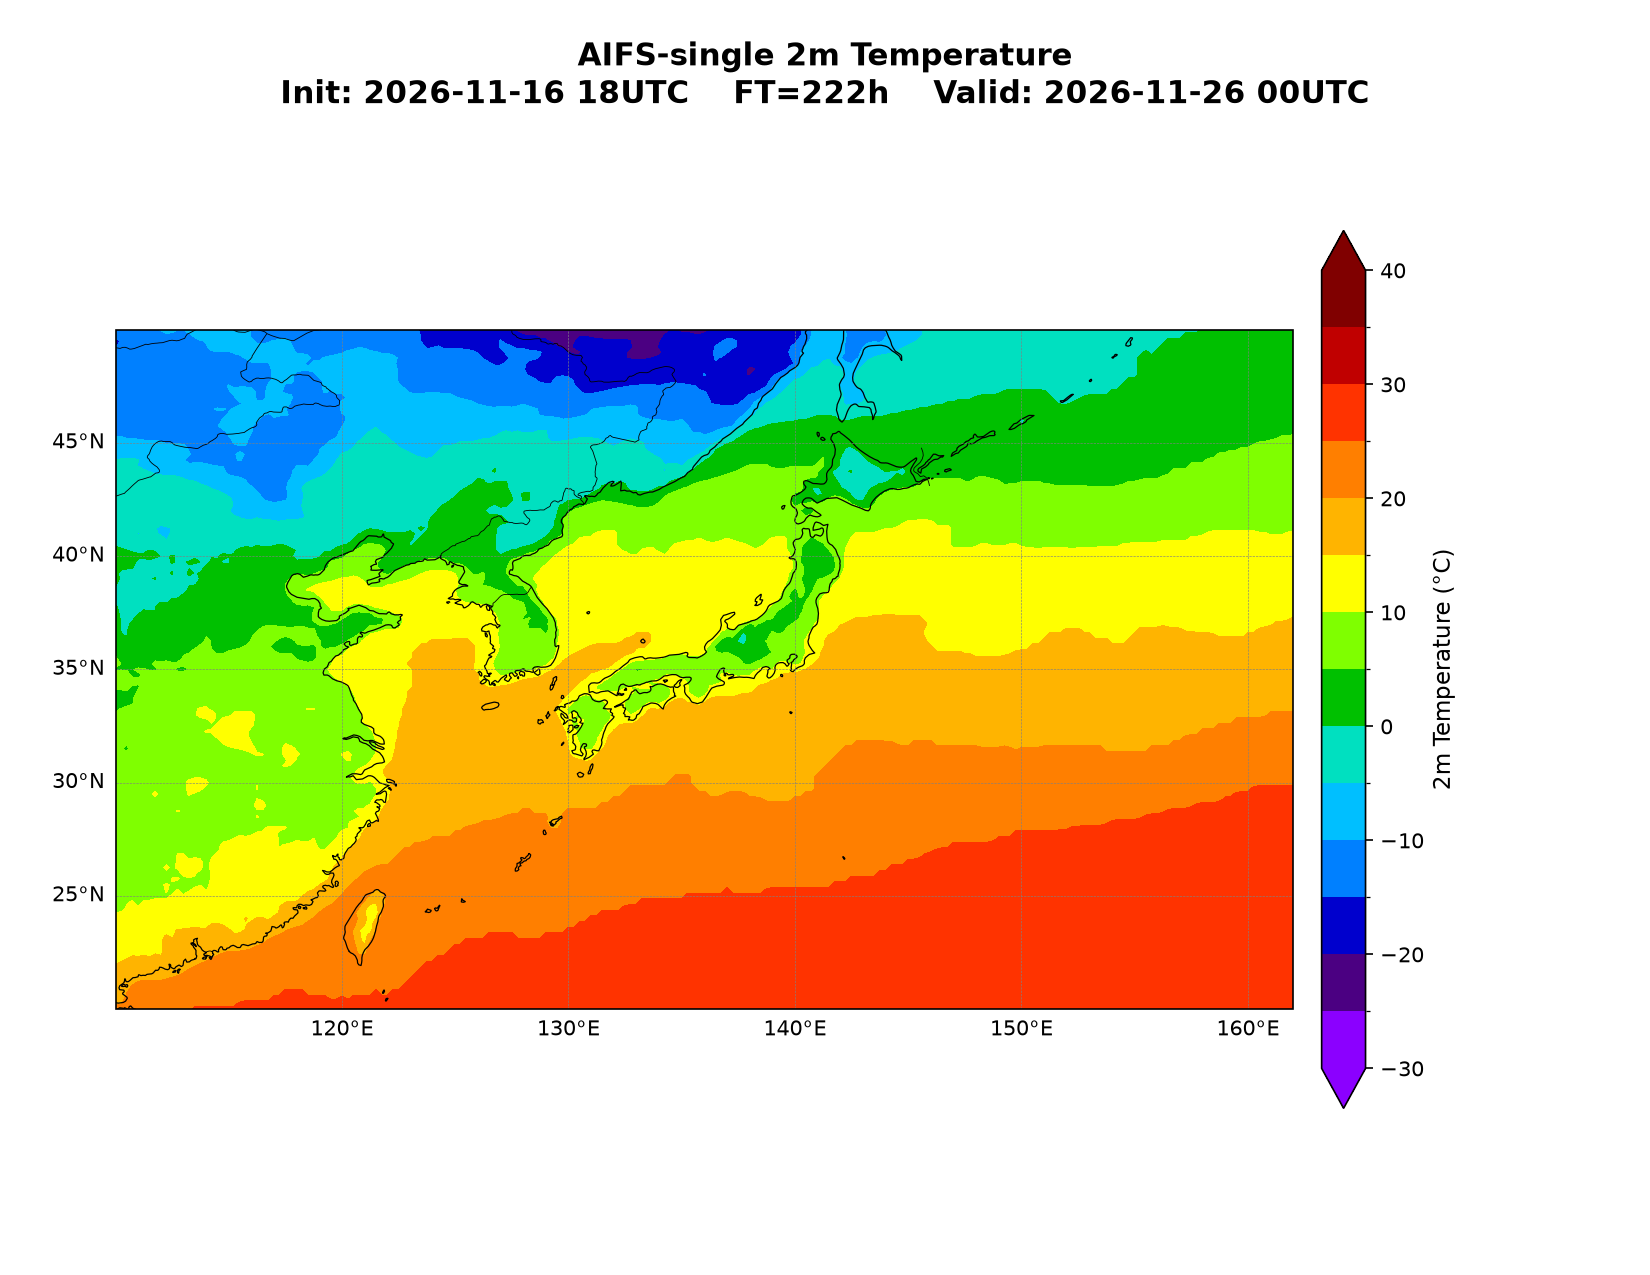 AIFS-single 2m Temperature
Init: 2026-11-16 18UTC    FT=222h    Valid: 2026-11-26 00UTC
45°N
40°N
35°N
30°N
25°N
120°E
130°E
140°E
150°E
160°E
40
30
20
10
0
−10
−20
−30
2m Temperature (°C)